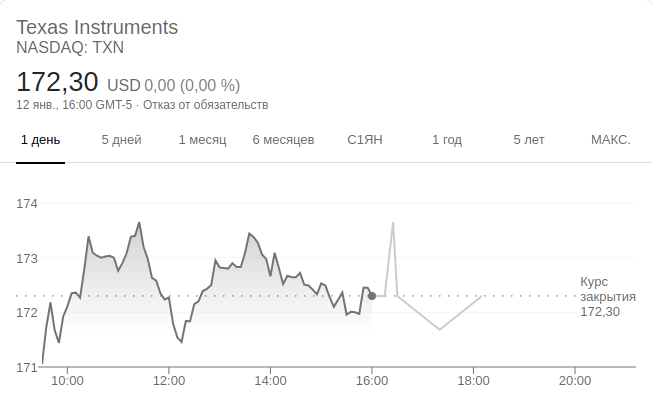 Texas Instruments
NASDAQ: TXN
172,30 USD 0,00 (0,00 %)
12 янв., 16:00 GMT-5 · Отказ от обязательств
1 день 5 дней 1 месяц 6 месяцев С1ЯН 1 год 5 лет МАКС.
174
173
172
171
Курс
закрытия
172,30
10:00 12:00 14:00 16:00 18:00 20:00